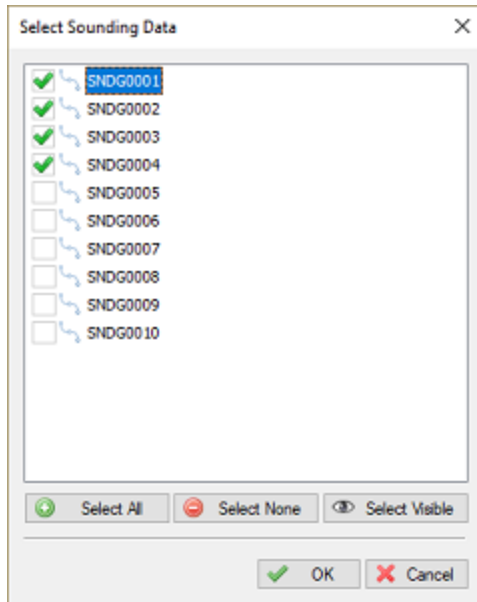 Select Sounding Data
SNDG0001
SNDG0002
SNDG0003
SNDG0004
SNDG0005
SNDG0006
SNDG0007
SNDG0008
SNDG0009
SNDG0010
Select All Select None Select Visible
OK Cancel